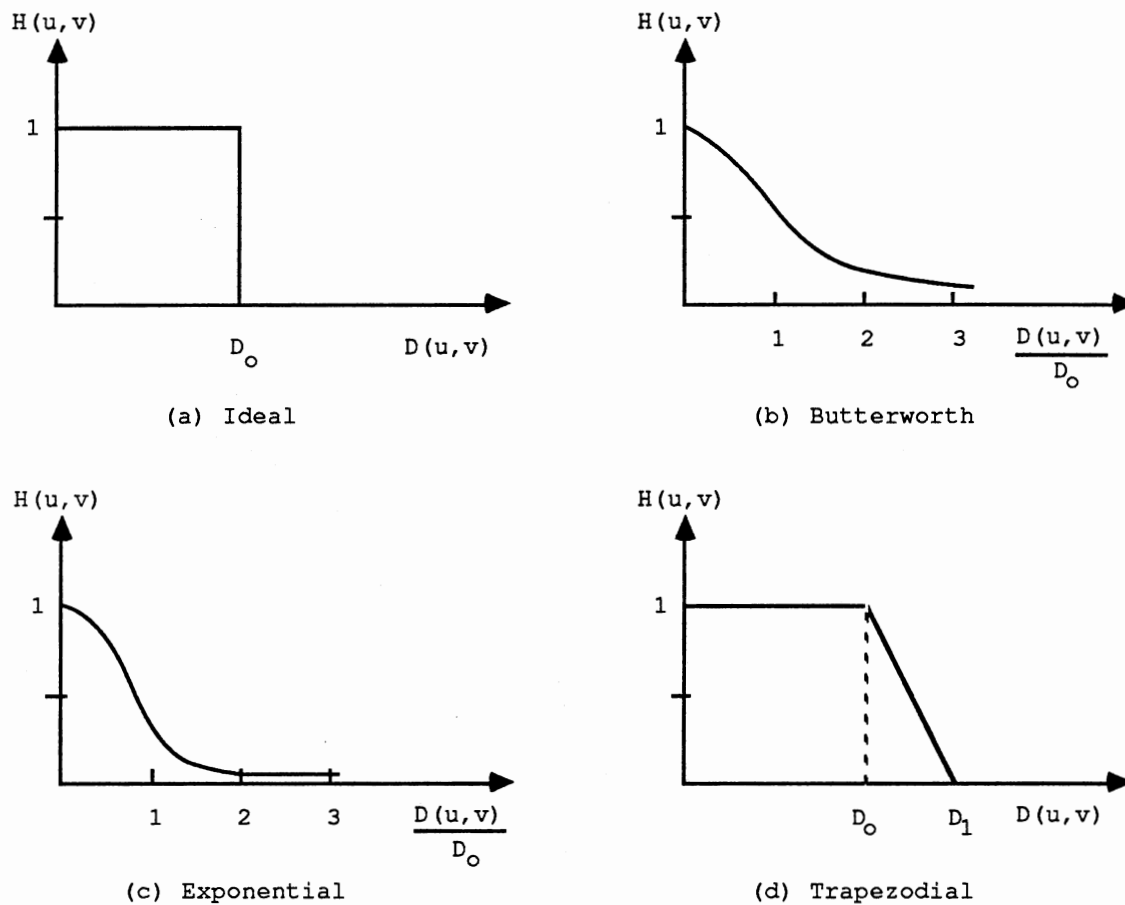 H(u,v)
1
D₀
D(u,v)
(a) Ideal
H(u,v)
1
1 2 3
D(u,v)
D₀
(b) Butterworth
H(u,v)
1
1 2 3
D(u,v)
D₀
(c) Exponential
H(u,v)
1
D₀ D₁ D(u,v)
(d) Trapezodial